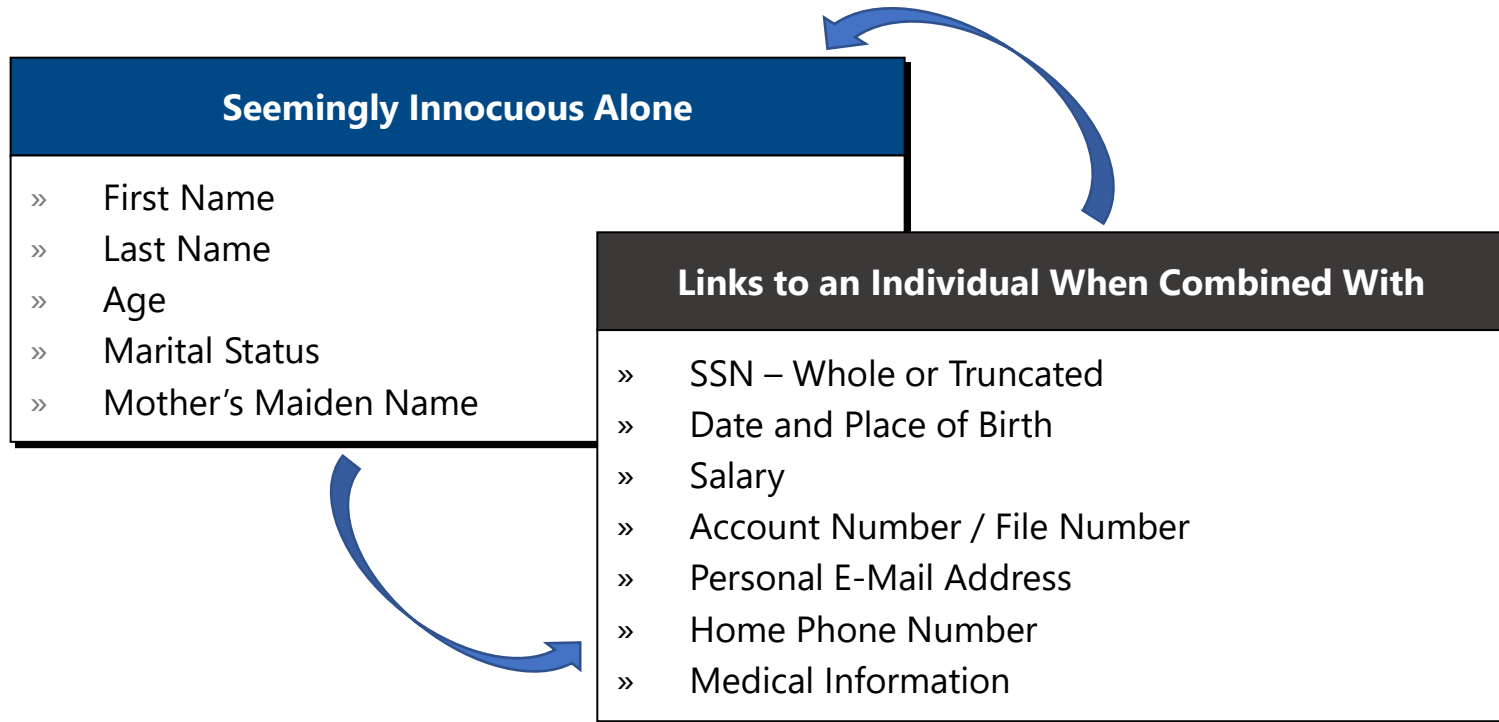 Seemingly Innocuous Alone
» First Name
» Last Name
» Age
» Marital Status
» Mother’s Maiden Name
Links to an Individual When Combined With
» SSN – Whole or Truncated
» Date and Place of Birth
» Salary
» Account Number / File Number
» Personal E-Mail Address
» Home Phone Number
» Medical Information